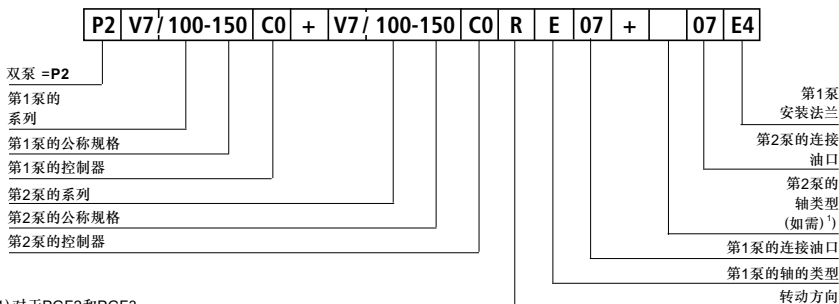 P2 V7/ 100-150 C0 + V7/ 100-150 C0 R E 07 + 07 E4
双泵 =P2
第1泵的
系列
第1泵的公称规格
第1泵的控制器
第2泵的系列
第2泵的公称规格
第2泵的控制器
第1泵
安装法兰
第2泵的连接
油口
第2泵的
轴类型
(如需)¹)
第1泵的连接油口
第1泵的轴的类型
转动方向